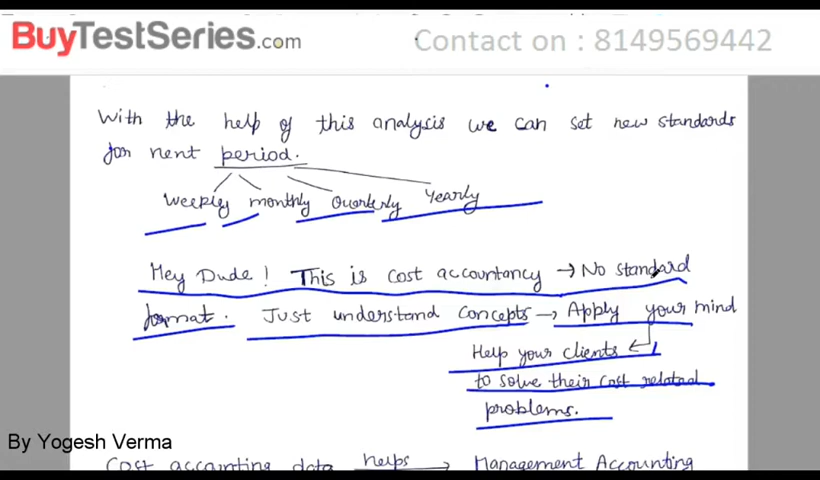 BuyTestSeries.com
Contact on : 8149569442
With the help of this analysis we can set new standards
for nent period.
Weekly monthly Quarterly Yearly
Hey Dude! This is cost accountancy → No standard
format. Just understand concepts → Apply your mind
Help your clients ←
to solve their cost related
problems.
By Yogesh Verma
Cost accounting data helps → Management Accounting